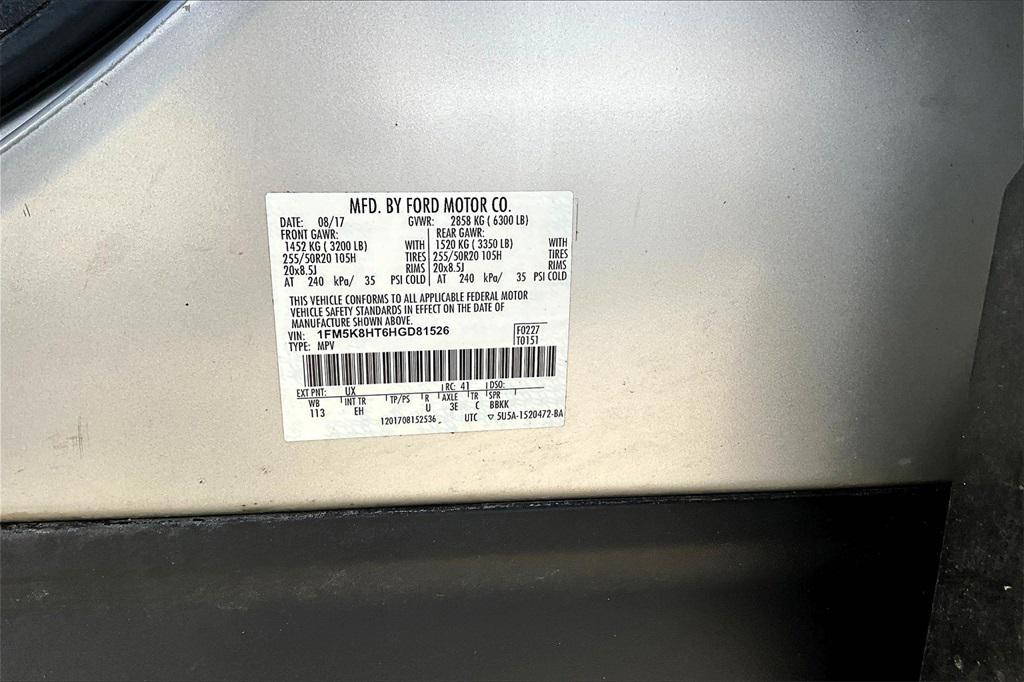 MFD. BY FORD MOTOR CO.
DATE: 08/17 GVWR: 2858 KG ( 6300 LB)
FRONT GAWR: REAR GAWR:
1452 KG ( 3200 LB) WITH 1520 KG ( 3350 LB) WITH
255/50R20 105H TIRES 255/50R20 105H TIRES
20x8.5J RIMS 20x8.5J RIMS
AT 240 kPa/ 35 PSI COLD AT 240 kPa/ 35 PSI COLD
THIS VEHICLE CONFORMS TO ALL APPLICABLE FEDERAL MOTOR
VEHICLE SAFETY STANDARDS IN EFFECT ON THE DATE OF
MANUFACTURE SHOWN ABOVE.
VIN: 1FM5K8HT6HGD81526 F0227
TYPE: MPV T0151
EXT PNT: UX RC: 41 DSO:
WB INT TR TP/PS R AXLE TR SPR
113 EH U 3E C BBKK
1201708152536 UTC ▽ 5U5A-1520472-BA